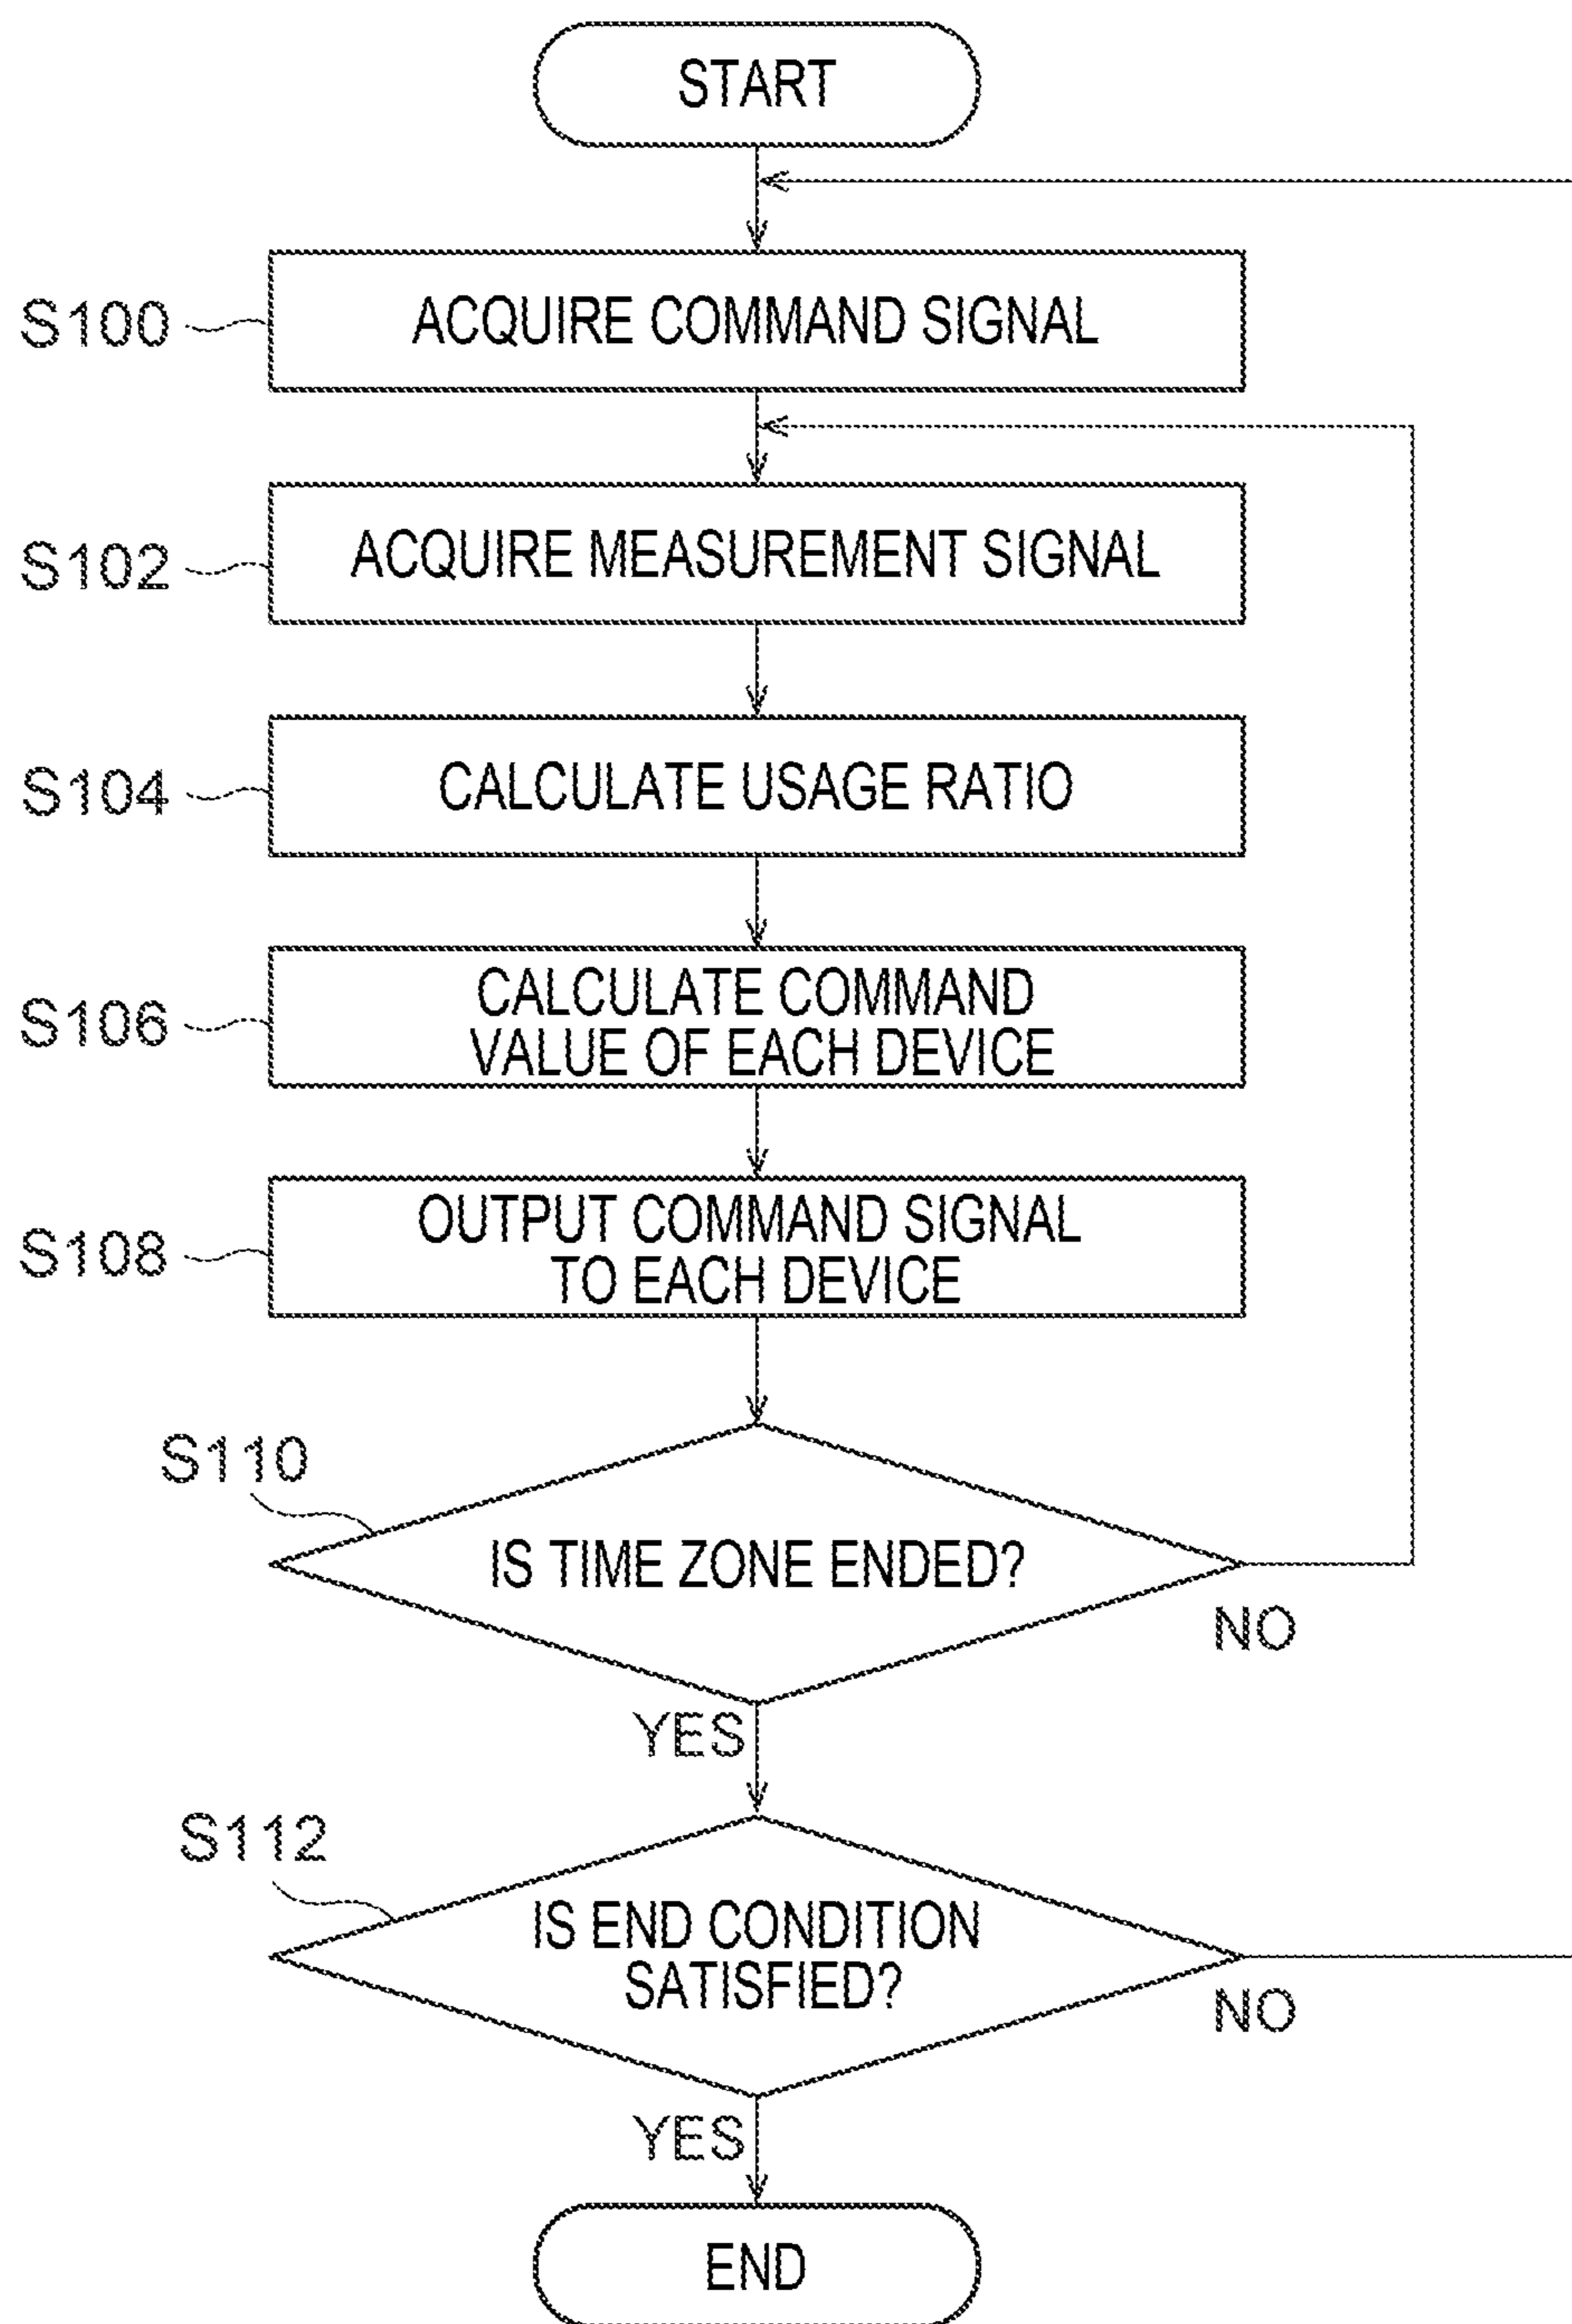 START
S100
ACQUIRE COMMAND SIGNAL
S102
ACQUIRE MEASUREMENT SIGNAL
S104
CALCULATE USAGE RATIO
S106
CALCULATE COMMAND
VALUE OF EACH DEVICE
S108
OUTPUT COMMAND SIGNAL
TO EACH DEVICE
S110
IS TIME ZONE ENDED?
NO
YES
S112
IS END CONDITION
SATISFIED?
NO
YES
END